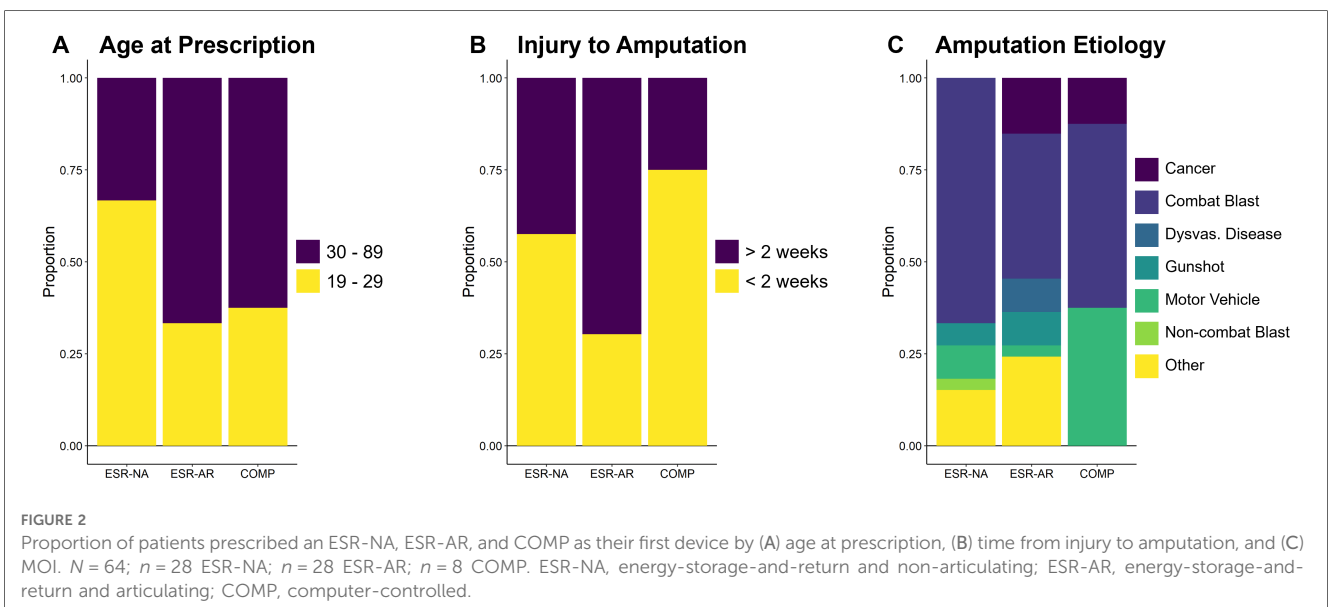 A Age at Prescription
1.00
0.75
0.50
0.25
0.00
Proportion
ESR-NA ESR-AR COMP
30 - 89
19 - 29
B Injury to Amputation
1.00
0.75
0.50
0.25
0.00
Proportion
ESR-NA ESR-AR COMP
> 2 weeks
< 2 weeks
C Amputation Etiology
1.00
0.75
0.50
0.25
0.00
Proportion
ESR-NA ESR-AR COMP
Cancer
Combat Blast
Dysvas. Disease
Gunshot
Motor Vehicle
Non-combat Blast
Other
FIGURE 2
Proportion of patients prescribed an ESR-NA, ESR-AR, and COMP as their first device by (A) age at prescription, (B) time from injury to amputation, and (C)
MOI. N = 64; n = 28 ESR-NA; n = 28 ESR-AR; n = 8 COMP. ESR-NA, energy-storage-and-return and non-articulating; ESR-AR, energy-storage-and-
return and articulating; COMP, computer-controlled.